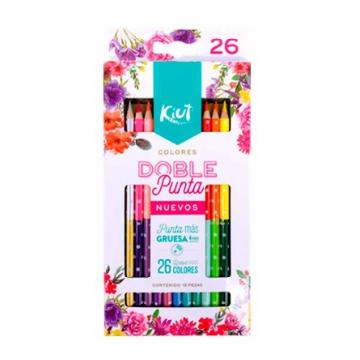 26
Kiut
COLORES
DOBLE
Punta
NUEVOS
Punta más
GRUESA
26
COLORES
CONTENIDO 13 PIEZAS